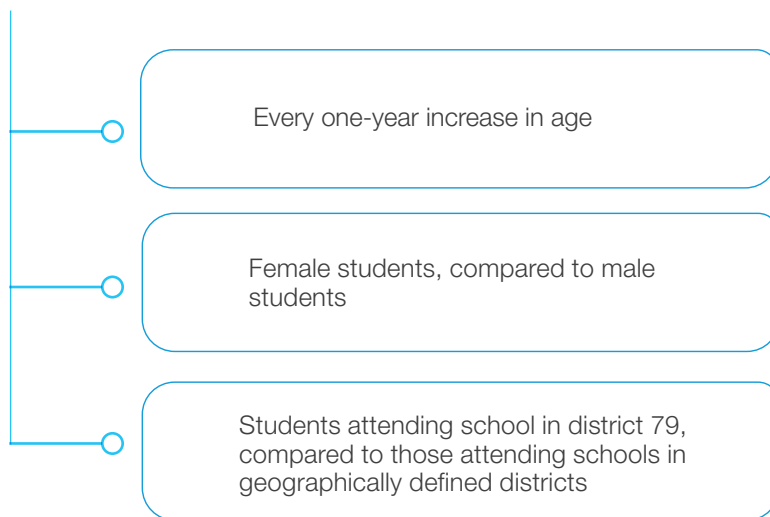 Every one-year increase in age
Female students, compared to male
students
Students attending school in district 79,
compared to those attending schools in
geographically defined districts